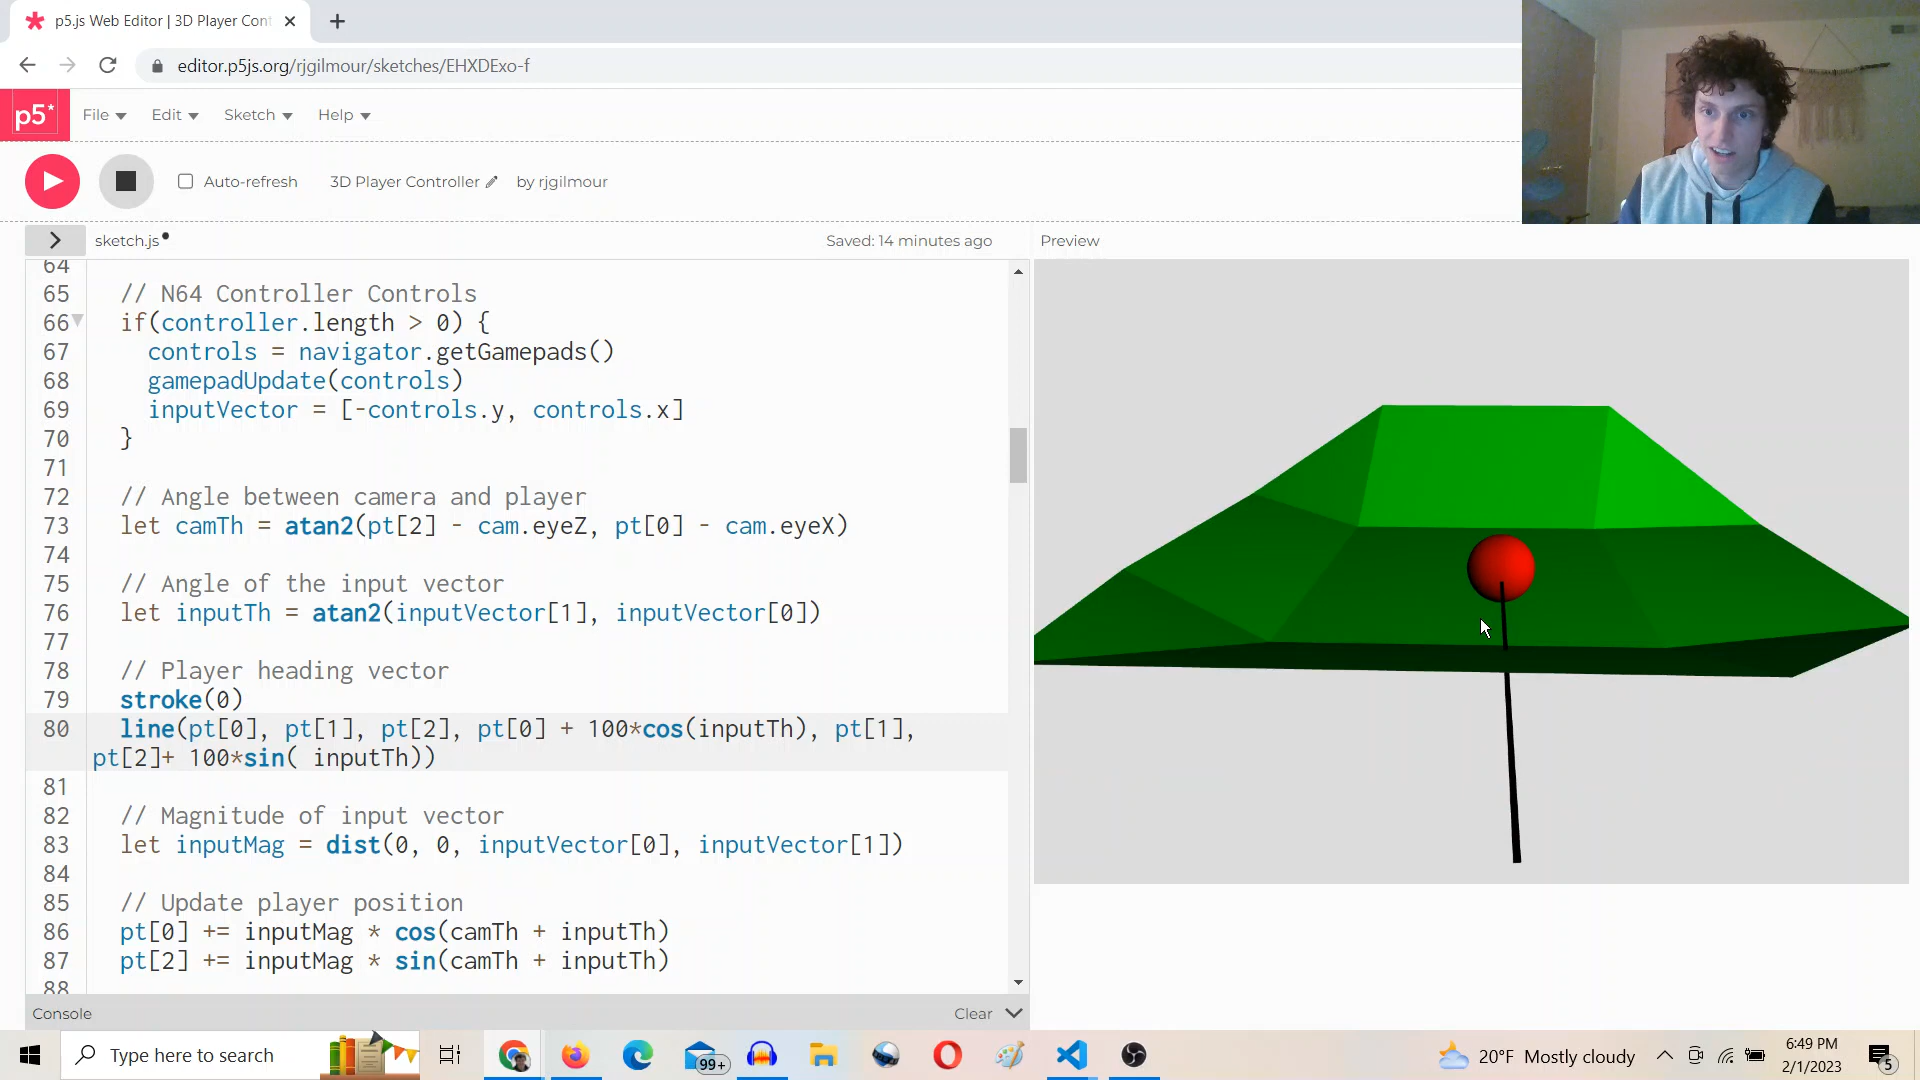 p5.js Web Editor | 3D Player Cont
editor.p5js.org/rjgilmour/sketches/EHXDExo-f
p5*
File
Edit
Sketch
Help
Auto-refresh
3D Player Controller
by rjgilmour
sketch.js
Saved: 14 minutes ago
Preview
64
65 // N64 Controller Controls
66 if(controller.length > 0) {
67 controls = navigator.getGamepads()
68 gamepadUpdate(controls)
69 inputVector = [-controls.y, controls.x]
70 }
71
72 // Angle between camera and player
73 let camTh = atan2(pt[2] - cam.eyeZ, pt[0] - cam.eyeX)
74
75 // Angle of the input vector
76 let inputTh = atan2(inputVector[1], inputVector[0])
77
78 // Player heading vector
79 stroke(0)
80 line(pt[0], pt[1], pt[2], pt[0] + 100*cos(inputTh), pt[1],
pt[2]+ 100*sin( inputTh))
81
82 // Magnitude of input vector
83 let inputMag = dist(0, 0, inputVector[0], inputVector[1])
84
85 // Update player position
86 pt[0] += inputMag * cos(camTh + inputTh)
87 pt[2] += inputMag * sin(camTh + inputTh)
88
Console
Clear
Type here to search
99+
20°F Mostly cloudy
6:49 PM
2/1/2023
5